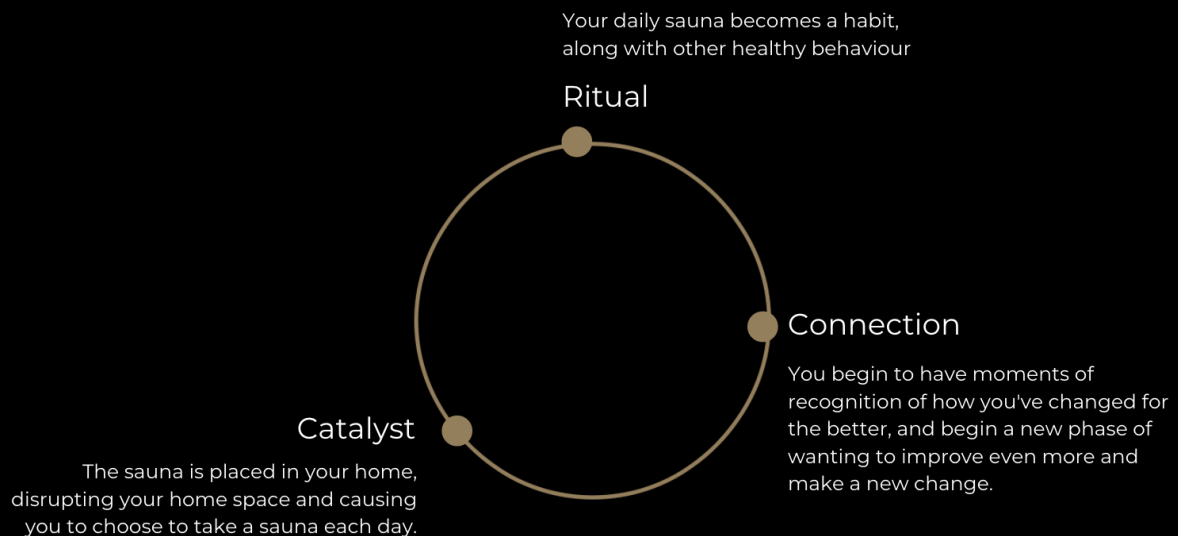 Your daily sauna becomes a habit,
along with other healthy behaviour
Ritual
Connection
You begin to have moments of
recognition of how you've changed for
the better, and begin a new phase of
wanting to improve even more and
make a new change.
Catalyst
The sauna is placed in your home,
disrupting your home space and causing
you to choose to take a sauna each day.